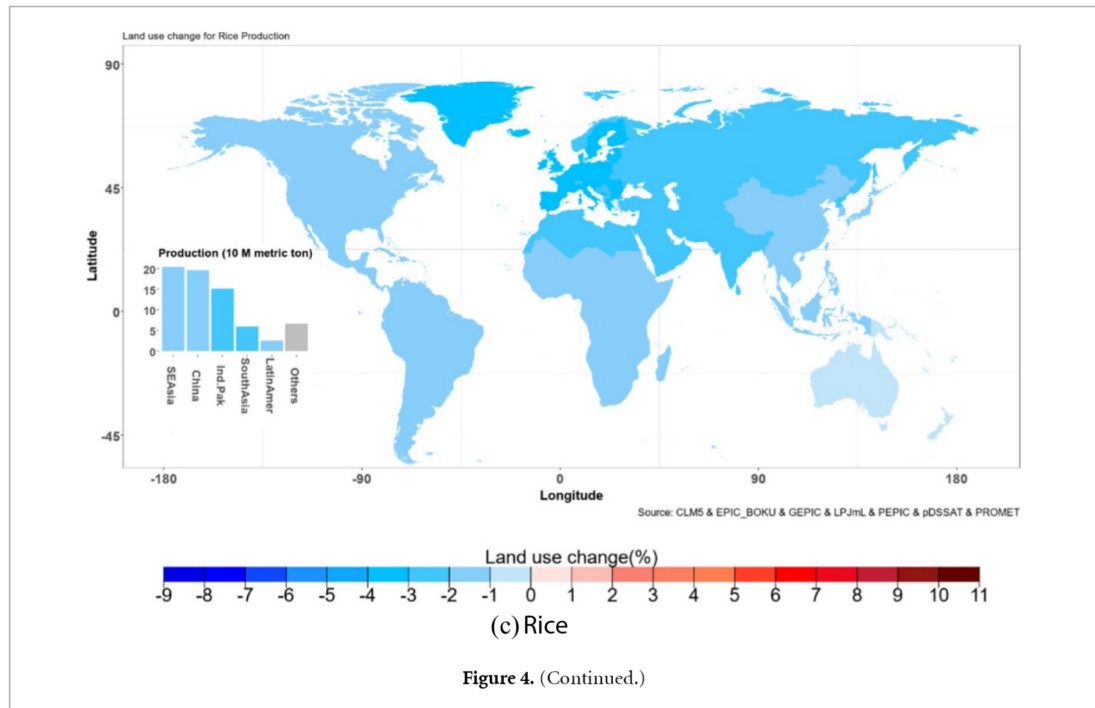 Land use change for Rice Production
90
45
0
-45
Latitude
Production (10 M metric ton)
20
15
10
5
0
SEAsia
China
Ind.Pak
SouthAsia
LatinAmer
Others
-180 -90 0 90 180
Longitude
Source: CLM5 & EPIC_BOKU & GEPIC & LPJmL & PEPIC & pDSSAT & PROMET
Land use change(%)
-9 -8 -7 -6 -5 -4 -3 -2 -1 0 1 2 3 4 5 6 7 8 9 10 11
(c) Rice
Figure 4. (Continued.)